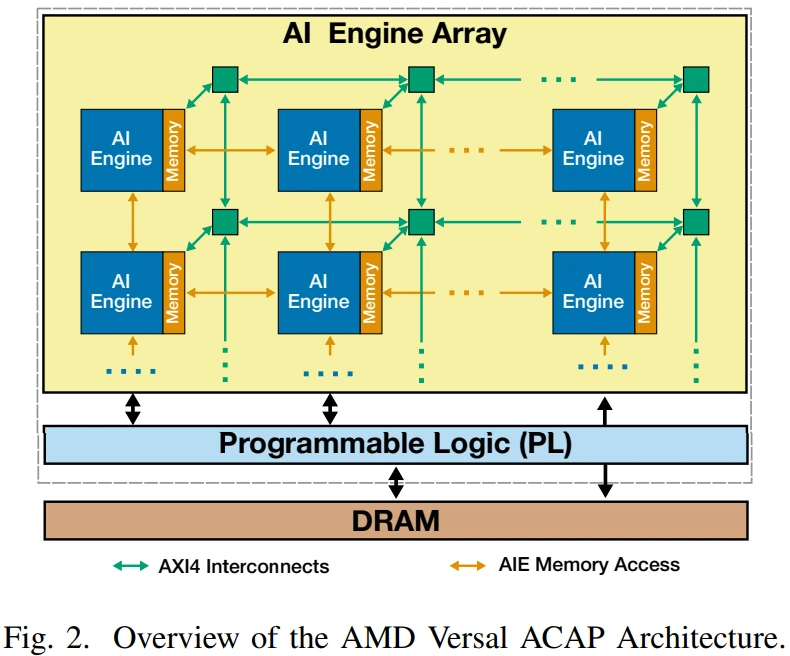 AI Engine Array
AI Engine
Memory
AI Engine
Memory
AI Engine
Memory
AI Engine
Memory
AI Engine
Memory
AI Engine
Memory
Programmable Logic (PL)
DRAM
AXI4 Interconnects
AIE Memory Access
Fig. 2. Overview of the AMD Versal ACAP Architecture.